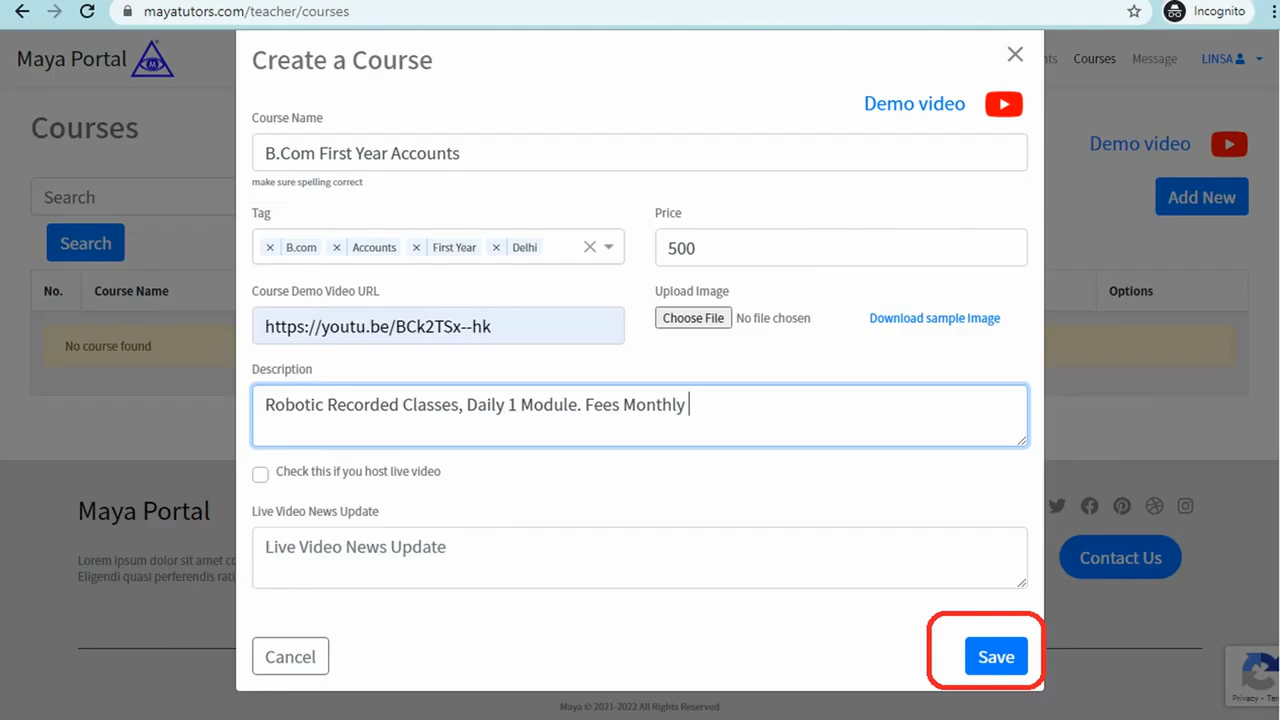 mayatutors.com/teacher/courses
Incognito
Maya Portal
Courses
Message
LINSA
Create a Course
Demo video
Courses
Demo video
Course Name
B.Com First Year Accounts
make sure spelling correct
Search
Add New
Tag
Price
× B.com × Accounts × First Year × Delhi
500
Search
No.
Course Name
Course Demo Video URL
Upload Image
Options
https://youtu.be/BCk2TSx--hk
Choose File No file chosen
Download sample Image
No course found
Description
Robotic Recorded Classes, Daily 1 Module. Fees Monthly
Check this if you host live video
Maya Portal
Live Video News Update
Live Video News Update
Lorem ipsum dolor sit amet
Eligendi quasi perferendis
Contact Us
Cancel
Save
Privacy
Maya © 2021-2022 All Rights Reserved